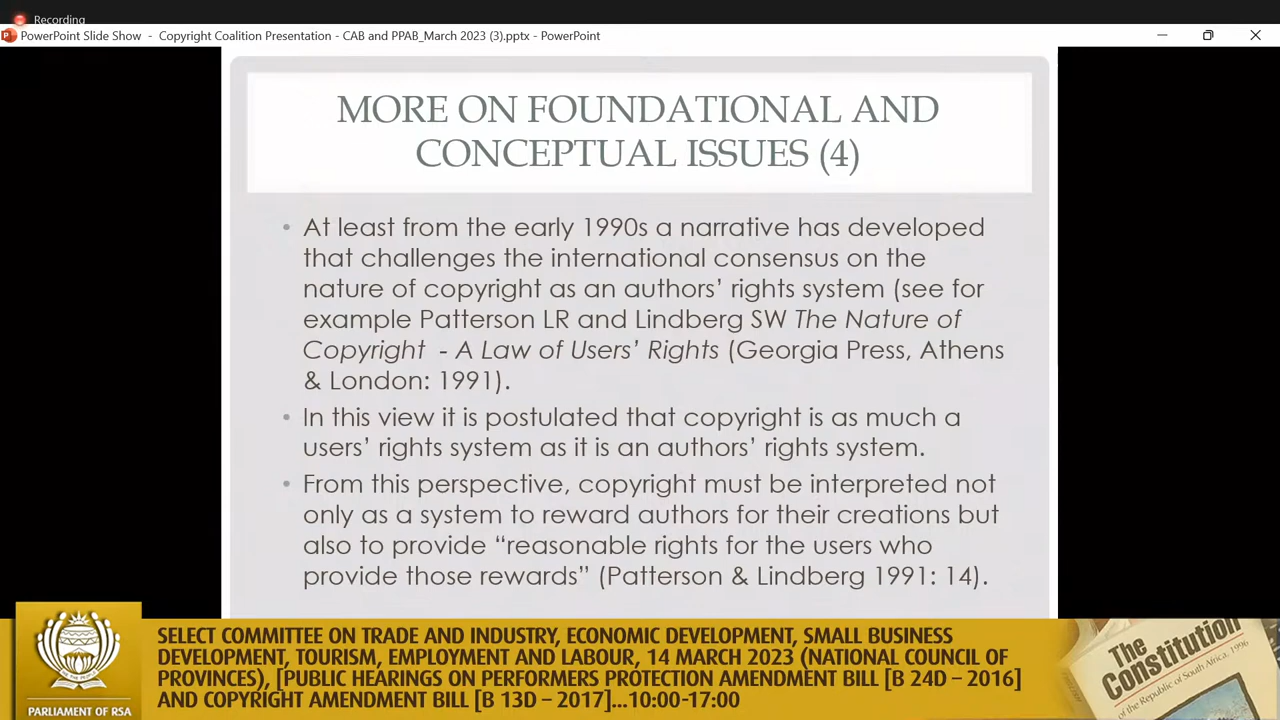 Recording
PowerPoint Slide Show - Copyright Coalition Presentation - CAB and PPAB_March 2023 (3).pptx - PowerPoint
MORE ON FOUNDATIONAL AND
CONCEPTUAL ISSUES (4)
• At least from the early 1990s a narrative has developed
that challenges the international consensus on the
nature of copyright as an authors’ rights system (see for
example Patterson LR and Lindberg SW The Nature of
Copyright - A Law of Users’ Rights (Georgia Press, Athens
& London: 1991).
• In this view it is postulated that copyright is as much a
users’ rights system as it is an authors’ rights system.
• From this perspective, copyright must be interpreted not
only as a system to reward authors for their creations but
also to provide “reasonable rights for the users who
provide those rewards” (Patterson & Lindberg 1991: 14).
PARLIAMENT OF RSA
SELECT COMMITTEE ON TRADE AND INDUSTRY, ECONOMIC DEVELOPMENT, SMALL BUSINESS
DEVELOPMENT, TOURISM, EMPLOYMENT AND LABOUR, 14 MARCH 2023 (NATIONAL COUNCIL OF
PROVINCES), [PUBLIC HEARINGS ON PERFORMERS PROTECTION AMENDMENT BILL [B 24D – 2016]
AND COPYRIGHT AMENDMENT BILL [B 13D – 2017]...10:00-17:00
The
Constitution
of the Republic of South Africa, 1996